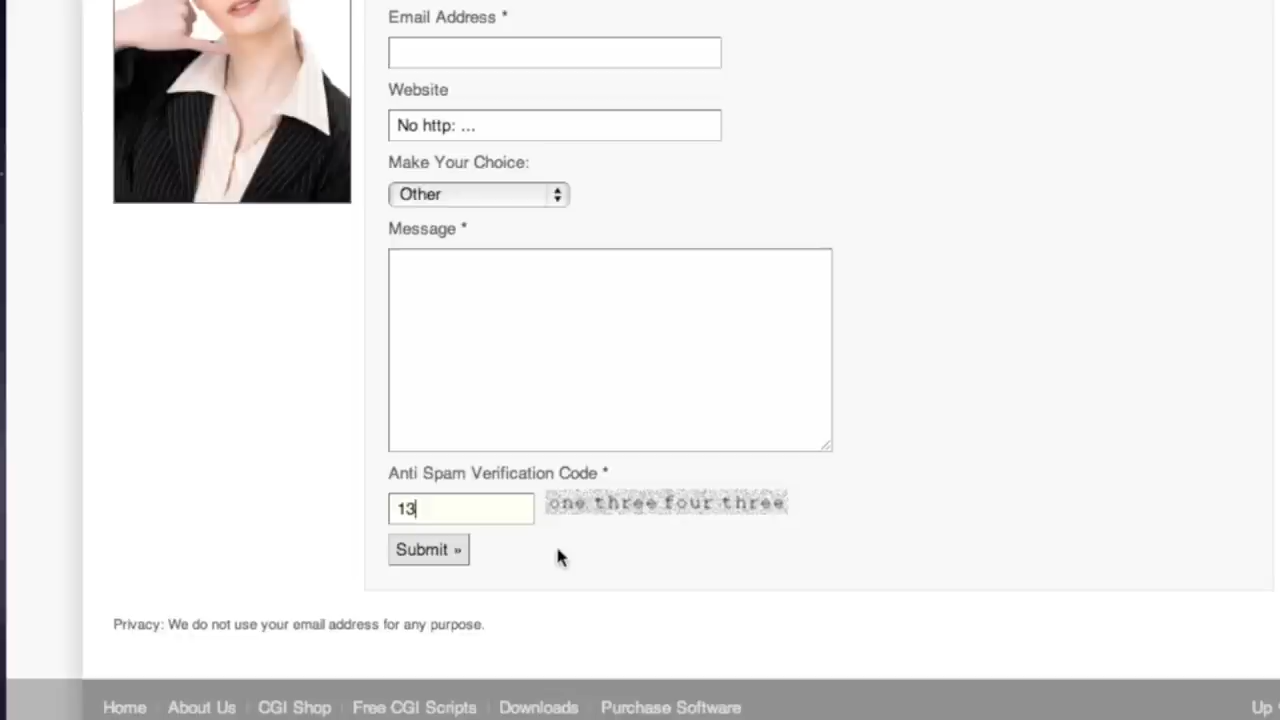 Email Address *
Website
No http: ...
Make Your Choice:
Other
Message *
Anti Spam Verification Code *
13
one three four three
Submit »
Privacy: We do not use your email address for any purpose.
Home About Us CGI Shop Free CGI Scripts Downloads Purchase Software Up